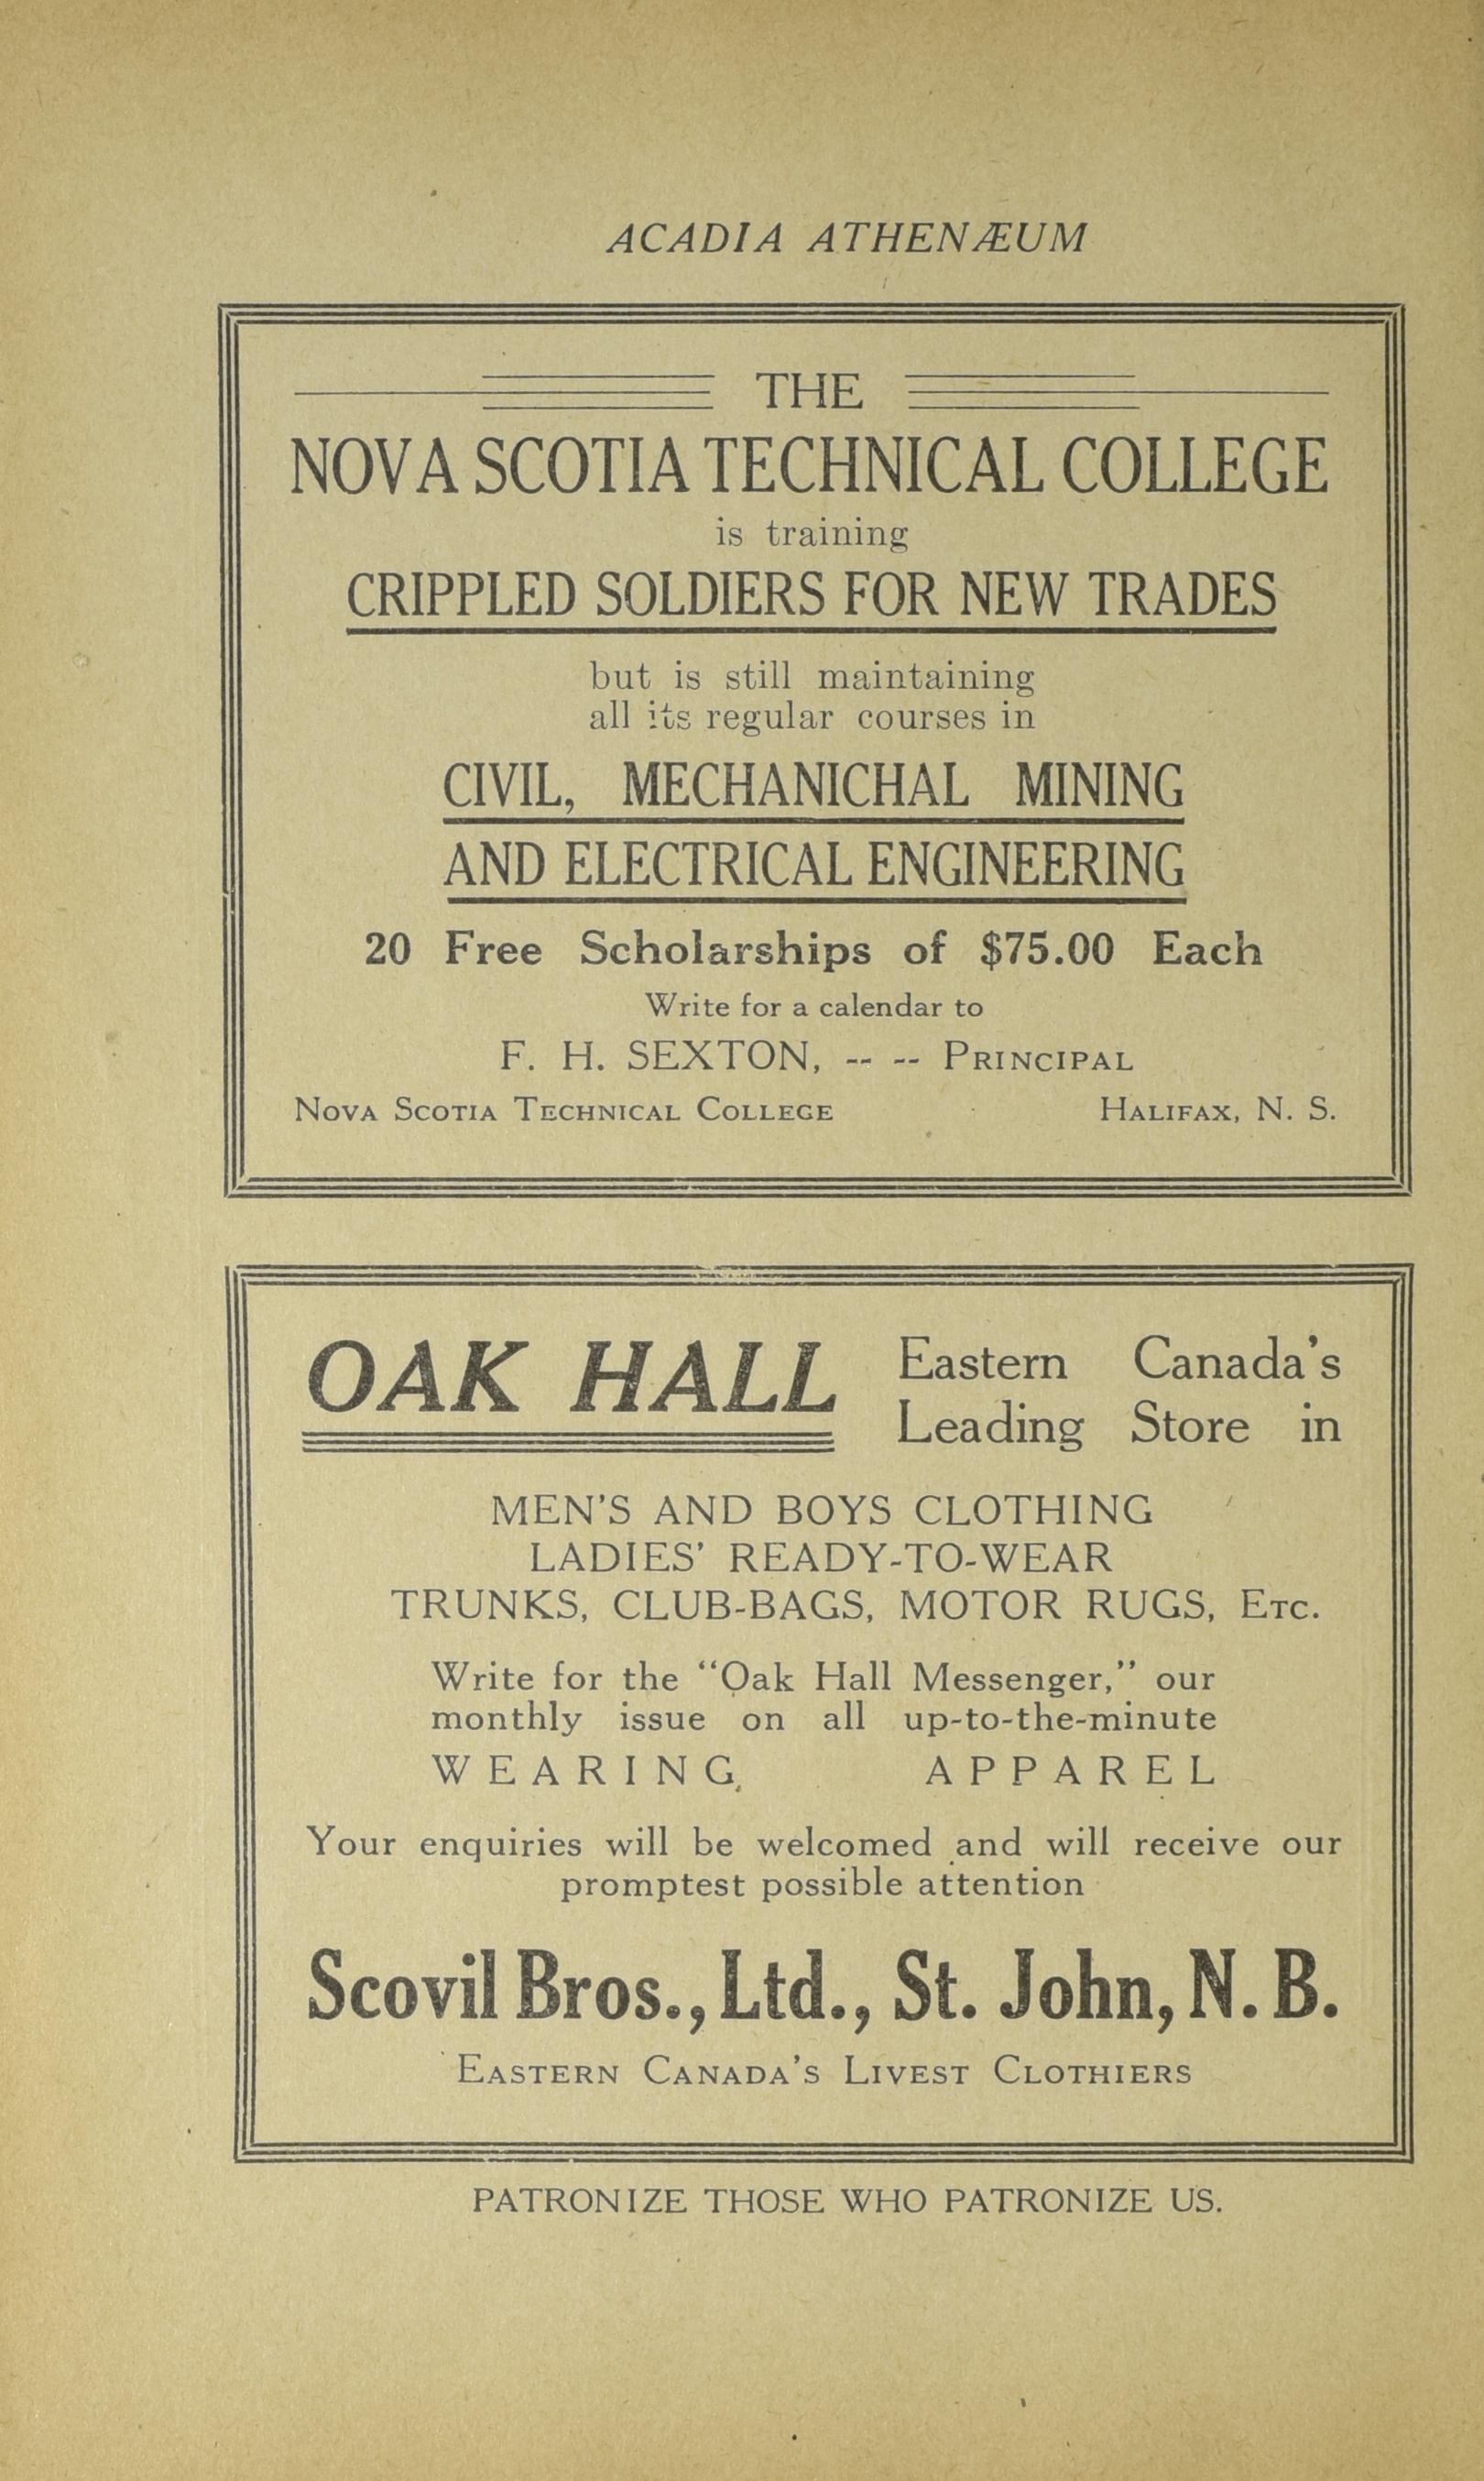 ACADIA ATHENÆUM
THE
NOVA SCOTIA TECHNICAL COLLEGE
is training
CRIPPLED SOLDIERS FOR NEW TRADES
but is still maintaining
all its regular courses in
CIVIL, MECHANICHAL MINING
AND ELECTRICAL ENGINEERING
20 Free Scholarships of $75.00 Each
Write for a calendar to
F. H. SEXTON, -- -- PRINCIPAL
NOVA SCOTIA TECHNICAL COLLEGE HALIFAX, N. S.
OAK HALL
Eastern Canada's
Leading Store in
MEN'S AND BOYS CLOTHING
LADIES' READY-TO-WEAR
TRUNKS, CLUB-BAGS, MOTOR RUGS, ETC.
Write for the "Oak Hall Messenger," our
monthly issue on all up-to-the-minute
WEARING APPAREL
Your enquiries will be welcomed and will receive our
promptest possible attention
Scovil Bros., Ltd., St. John, N. B.
EASTERN CANADA'S LIVEST CLOTHIERS
PATRONIZE THOSE WHO PATRONIZE US.